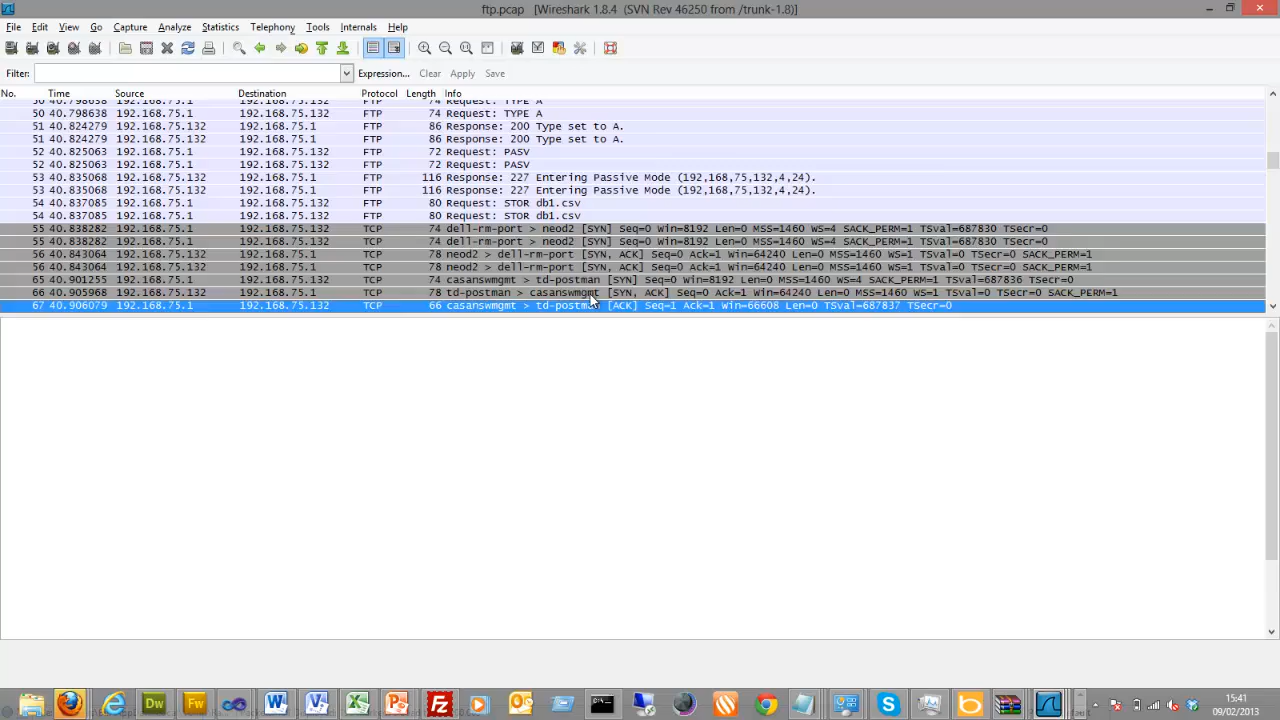 ftp.pcap [Wireshark 1.8.4 (SVN Rev 46250 from /trunk-1.8)]
File Edit View Go Capture Analyze Statistics Telephony Tools Internals Help
Filter: Expression... Clear Apply Save
No. Time Source Destination Protocol Length Info
50 40.798638 192.168.75.1 192.168.75.132 FTP 74 Request: TYPE A
50 40.798638 192.168.75.1 192.168.75.132 FTP 74 Request: TYPE A
51 40.824279 192.168.75.132 192.168.75.1 FTP 86 Response: 200 Type set to A.
51 40.824279 192.168.75.132 192.168.75.1 FTP 86 Response: 200 Type set to A.
52 40.825063 192.168.75.1 192.168.75.132 FTP 72 Request: PASV
52 40.825063 192.168.75.1 192.168.75.132 FTP 72 Request: PASV
53 40.835068 192.168.75.132 192.168.75.1 FTP 116 Response: 227 Entering Passive Mode (192,168,75,132,4,24).
53 40.835068 192.168.75.132 192.168.75.1 FTP 116 Response: 227 Entering Passive Mode (192,168,75,132,4,24).
54 40.837085 192.168.75.1 192.168.75.132 FTP 80 Request: STOR db1.csv
54 40.837085 192.168.75.1 192.168.75.132 FTP 80 Request: STOR db1.csv
55 40.838282 192.168.75.1 192.168.75.132 TCP 74 dell-rm-port > neod2 [SYN] Seq=0 Win=8192 Len=0 MSS=1460 WS=4 SACK_PERM=1 TSval=687830 TSecr=0
55 40.838282 192.168.75.1 192.168.75.132 TCP 74 dell-rm-port > neod2 [SYN] Seq=0 Win=8192 Len=0 MSS=1460 WS=4 SACK_PERM=1 TSval=687830 TSecr=0
56 40.843064 192.168.75.132 192.168.75.1 TCP 78 neod2 > dell-rm-port [SYN, ACK] Seq=0 Ack=1 Win=64240 Len=0 MSS=1460 WS=1 TSval=0 TSecr=0 SACK_PERM=1
56 40.843064 192.168.75.132 192.168.75.1 TCP 78 neod2 > dell-rm-port [SYN, ACK] Seq=0 Ack=1 Win=64240 Len=0 MSS=1460 WS=1 TSval=0 TSecr=0 SACK_PERM=1
65 40.901255 192.168.75.1 192.168.75.132 TCP 74 casanswmgmt > td-postman [SYN] Seq=0 Win=8192 Len=0 MSS=1460 WS=4 SACK_PERM=1 TSval=687836 TSecr=0
66 40.905968 192.168.75.132 192.168.75.1 TCP 78 td-postman > casanswmgmt [SYN, ACK] Seq=0 Ack=1 Win=64240 Len=0 MSS=1460 WS=1 TSval=0 TSecr=0 SACK_PERM=1
67 40.906079 192.168.75.1 192.168.75.132 TCP 66 casanswmgmt > td-postman [ACK] Seq=1 Ack=1 Win=66608 Len=0 TSval=687837 TSecr=0
15:41
09/02/2013